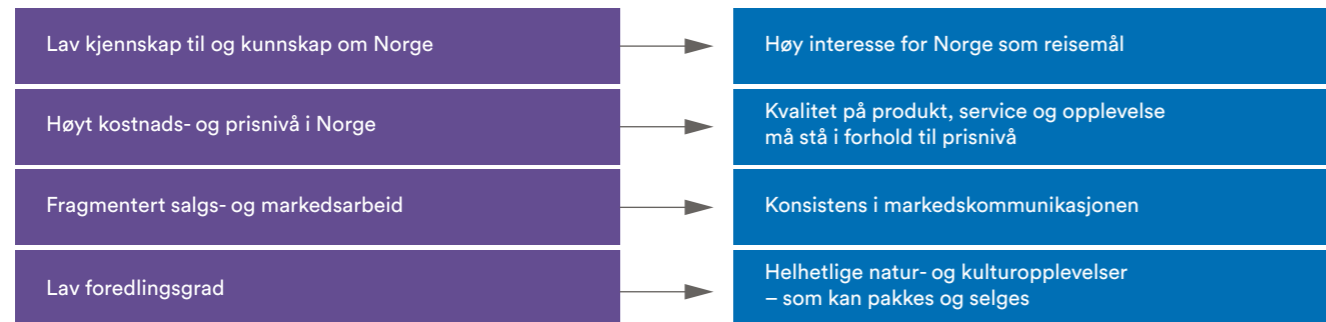 Lav kjennskap til og kunnskap om Norge
Høy interesse for Norge som reisemål
Høyt kostnads- og prisnivå i Norge
Kvalitet på produkt, service og opplevelse
må stå i forhold til prisnivå
Fragmentert salgs- og markedsarbeid
Konsistens i markedskommunikasjonen
Lav foredlingsgrad
Helhetlige natur- og kulturopplevelser
– som kan pakkes og selges